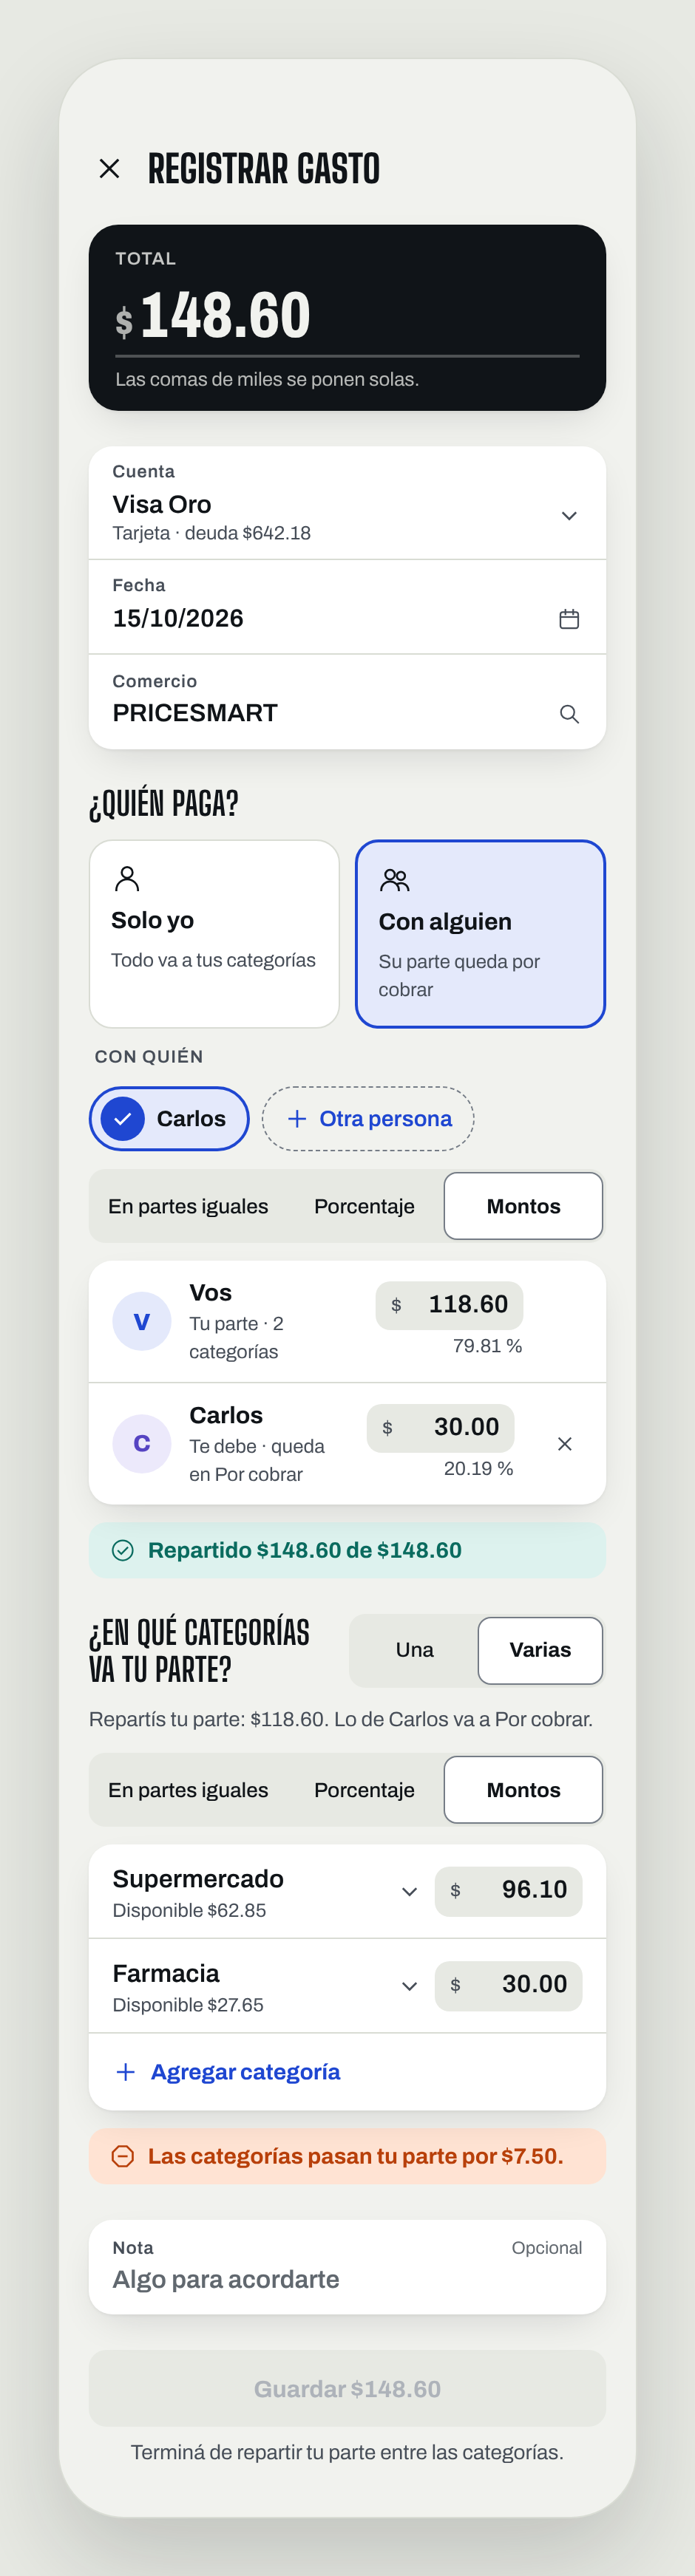 REGISTRAR GASTO
TOTAL
$ 148.60
Las comas de miles se ponen solas.
Cuenta
Visa Oro
Tarjeta · deuda $642.18
Fecha
15/10/2026
Comercio
PRICESMART
¿QUIÉN PAGA?
Solo yo
Todo va a tus categorías
Con alguien
Su parte queda por
cobrar
CON QUIÉN
Carlos
Otra persona
En partes iguales
Porcentaje
Montos
V
Vos
Tu parte · 2
categorías
$ 118.60
79.81 %
C
Carlos
Te debe · queda
en Por cobrar
$ 30.00
20.19 %
Repartido $148.60 de $148.60
¿EN QUÉ CATEGORÍAS
VA TU PARTE?
Una
Varias
Repartís tu parte: $118.60. Lo de Carlos va a Por cobrar.
En partes iguales
Porcentaje
Montos
Supermercado
Disponible $62.85
$ 96.10
Farmacia
Disponible $27.65
$ 30.00
Agregar categoría
Las categorías pasan tu parte por $7.50.
Nota
Opcional
Algo para acordarte
Guardar $148.60
Terminá de repartir tu parte entre las categorías.